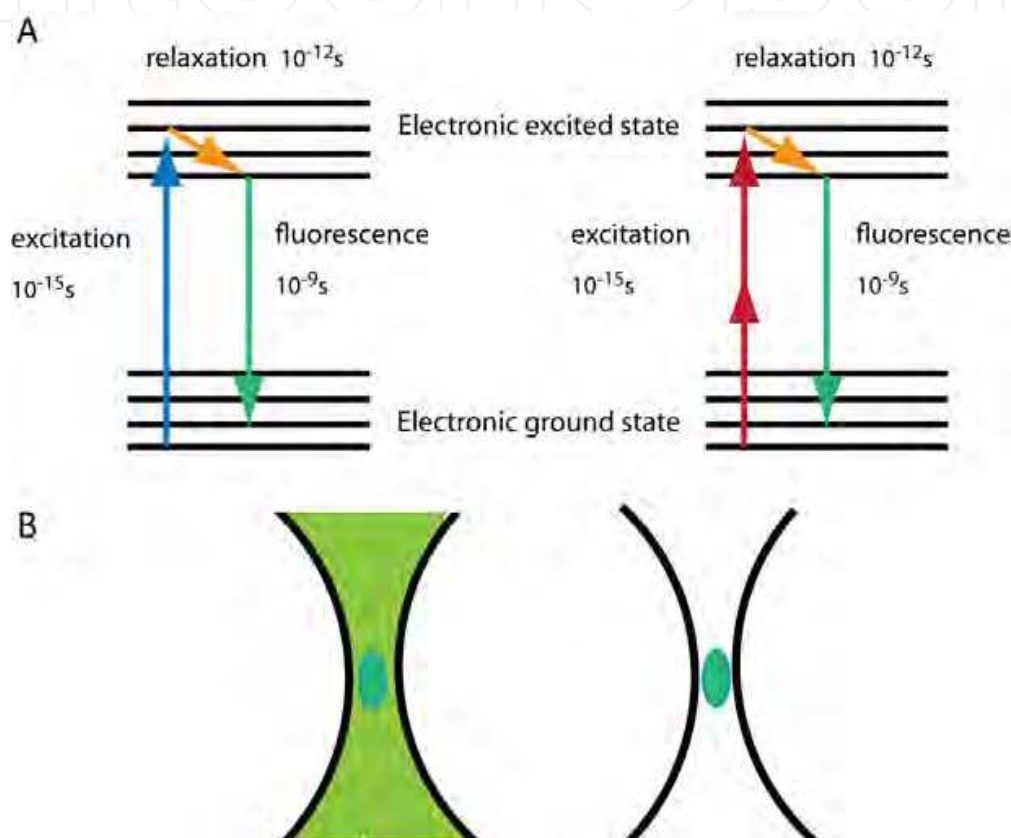 A
relaxation 10⁻¹²s
relaxation 10⁻¹²s
Electronic excited state
excitation
10⁻¹⁵s
fluorescence
10⁻⁹s
excitation
10⁻¹⁵s
fluorescence
10⁻⁹s
Electronic ground state
B